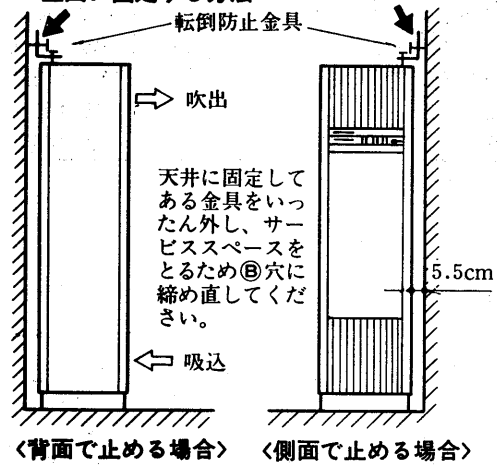 転倒防止金具
吹出
天井に固定して
ある金具をいっ
たん外し、サー
ビススペースを
とるためⒷ穴に
締め直してくだ
さい。
5.5cm
吸込
〈背面で止める場合〉
〈側面で止める場合〉